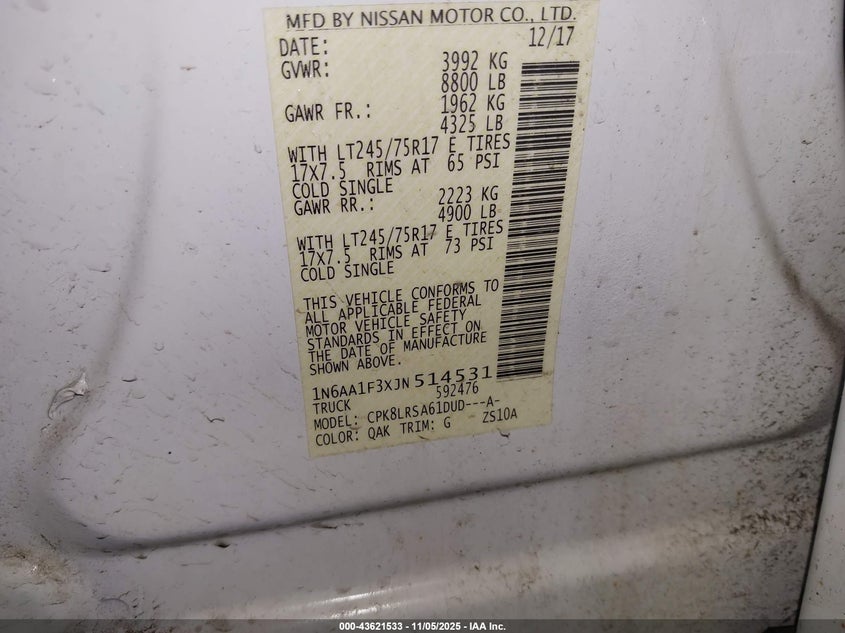 MFD BY NISSAN MOTOR CO., LTD.
DATE: 12/17
GVWR: 3992 KG
8800 LB
GAWR FR.: 1962 KG
4325 LB
WITH LT245/75R17 E TIRES
17X7.5 RIMS AT 65 PSI
COLD SINGLE
GAWR RR.: 2223 KG
4900 LB
WITH LT245/75R17 E TIRES
17X7.5 RIMS AT 73 PSI
COLD SINGLE
THIS VEHICLE CONFORMS TO
ALL APPLICABLE FEDERAL
MOTOR VEHICLE SAFETY
STANDARDS IN EFFECT ON
THE DATE OF MANUFACTURE
SHOWN ABOVE.
1N6AA1F3XJN514531
TRUCK 592476
MODEL: CPK8LRSA61DUD---A-
COLOR: QAK TRIM: G ZS10A
000-43621533 - 11/05/2025 - IAA Inc.